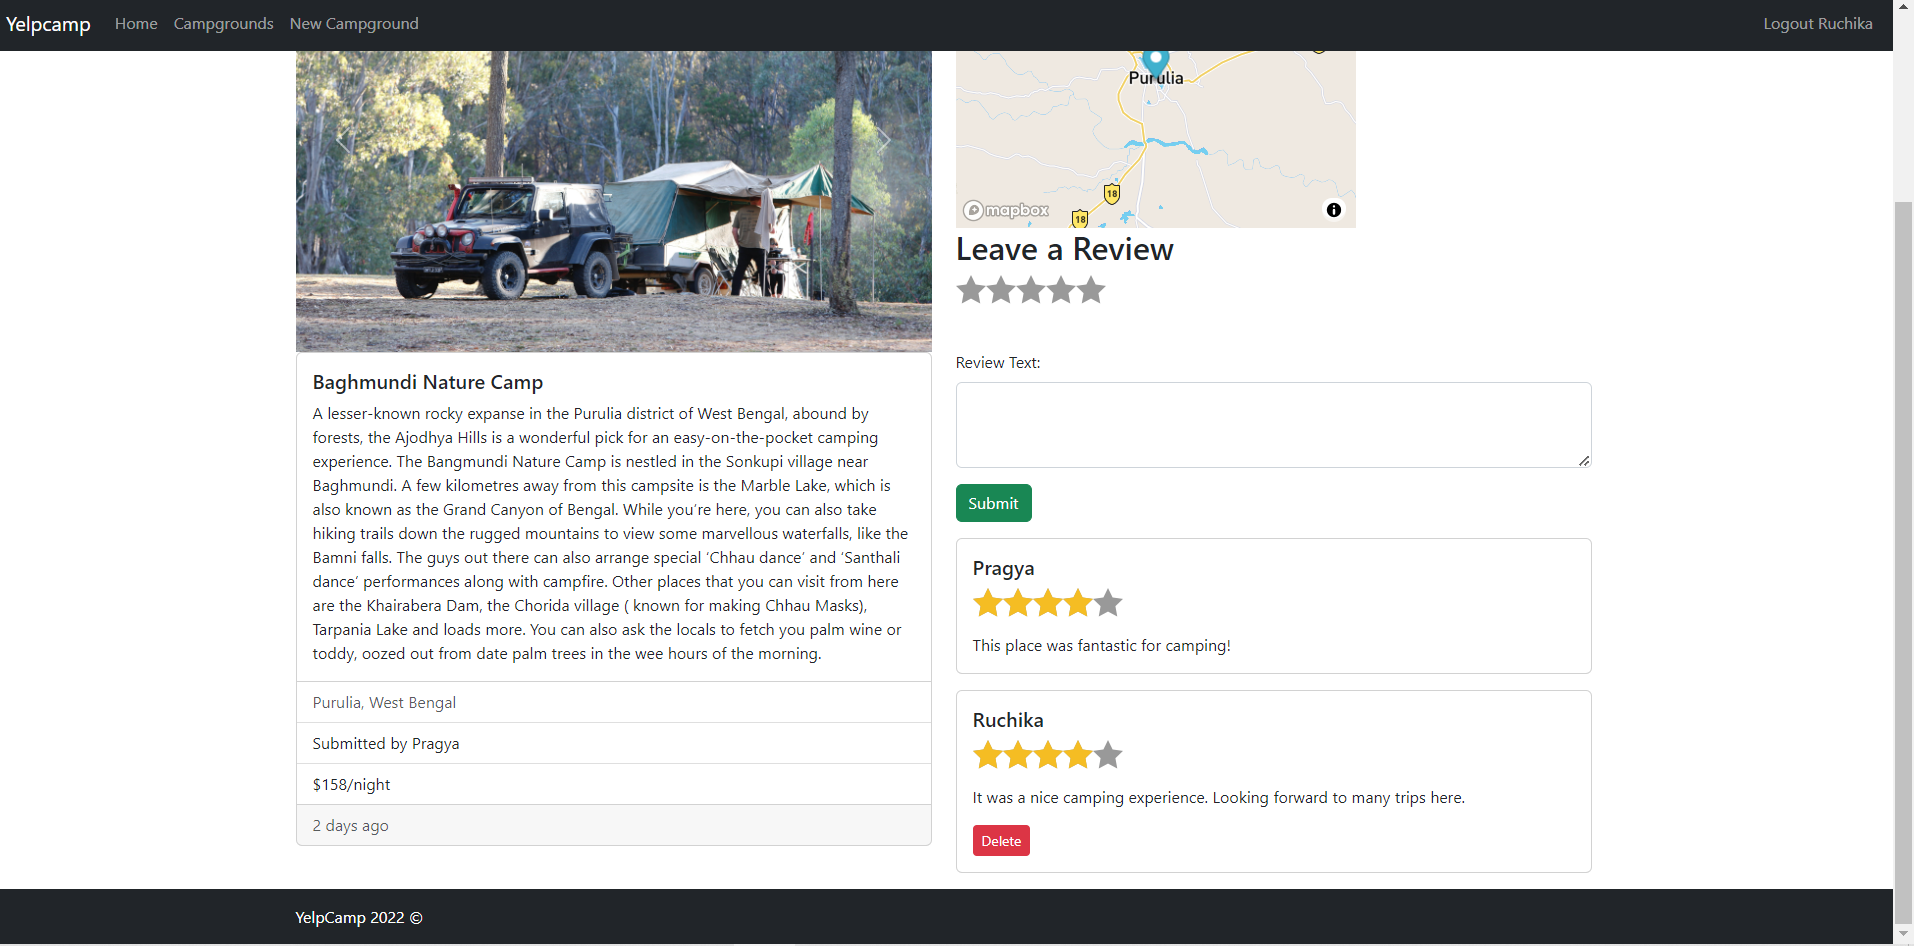 Yelpcamp Home Campgrounds New Campground Logout Ruchika
Purulia
18
18
mapbox
Baghmundi Nature Camp
A lesser-known rocky expanse in the Purulia district of West Bengal, abound by
forests, the Ajodhya Hills is a wonderful pick for an easy-on-the-pocket camping
experience. The Bangmundi Nature Camp is nestled in the Sonkupi village near
Baghmundi. A few kilometres away from this campsite is the Marble Lake, which is
also known as the Grand Canyon of Bengal. While you’re here, you can also take
hiking trails down the rugged mountains to view some marvellous waterfalls, like the
Bamni falls. The guys out there can also arrange special ‘Chhau dance’ and ‘Santhali
dance’ performances along with campfire. Other places that you can visit from here
are the Khairabera Dam, the Chorida village ( known for making Chhau Masks),
Tarpania Lake and loads more. You can also ask the locals to fetch you palm wine or
toddy, oozed out from date palm trees in the wee hours of the morning.
Purulia, West Bengal
Submitted by Pragya
$158/night
2 days ago
Leave a Review
Review Text:
Submit
Pragya
This place was fantastic for camping!
Ruchika
It was a nice camping experience. Looking forward to many trips here.
Delete
YelpCamp 2022 ©